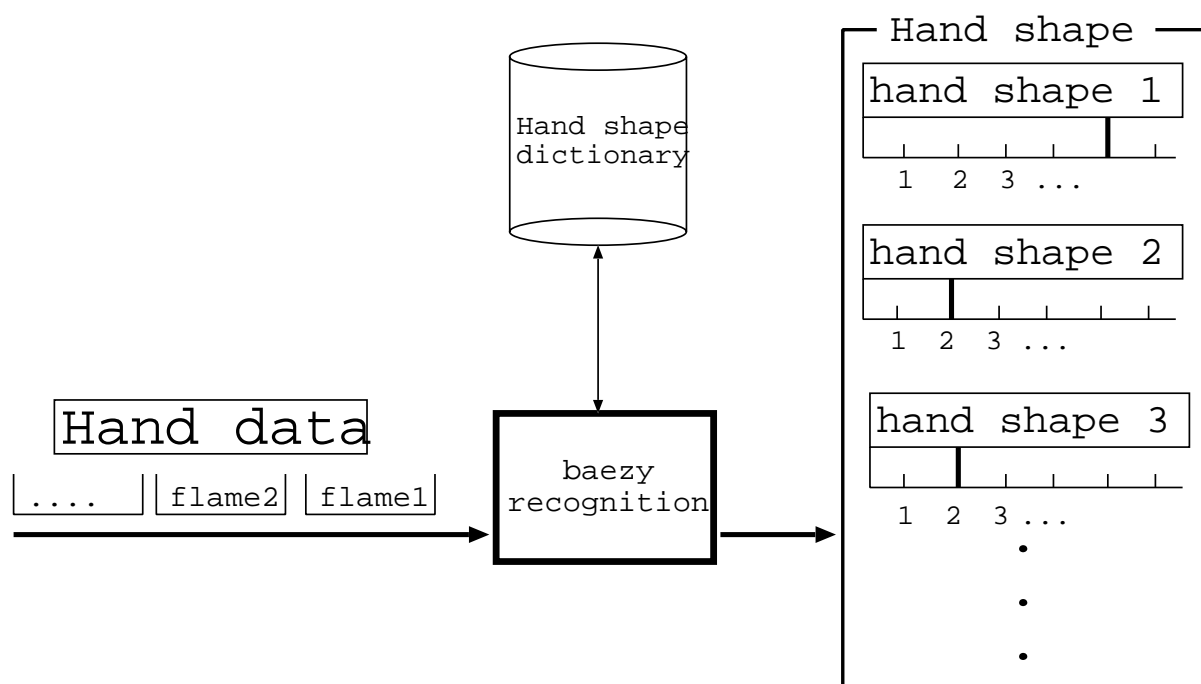 Hand shape
Hand shape
dictionary
hand shape 1
1 2 3 ...
hand shape 2
1 2 3 ...
Hand data
.... flame2 flame1
baezy
recognition
hand shape 3
1 2 3 ...